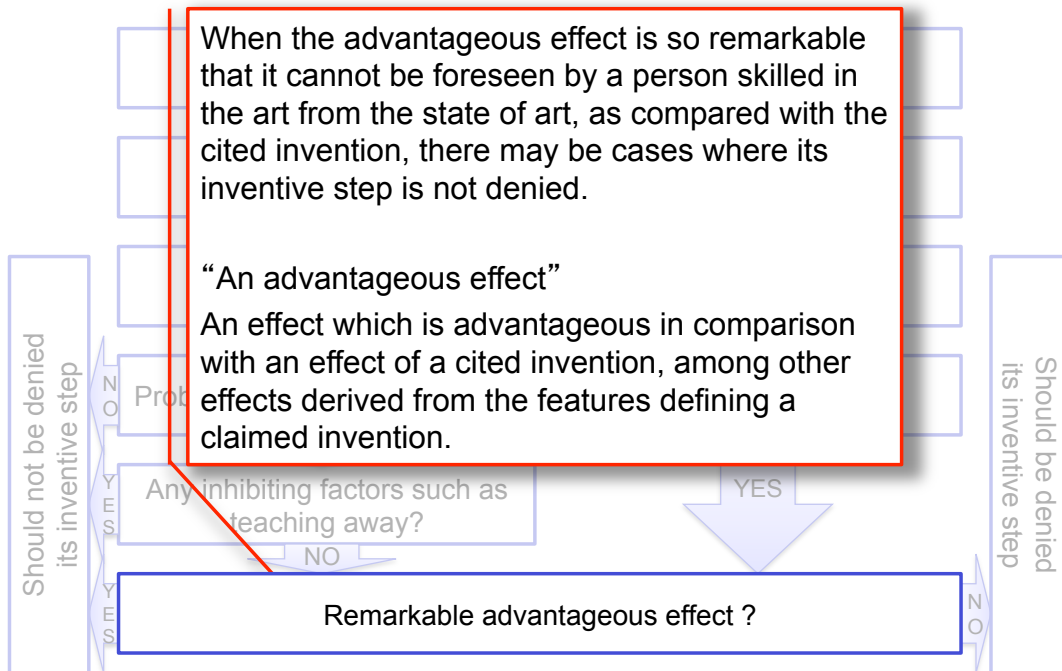 When the advantageous effect is so remarkable
that it cannot be foreseen by a person skilled in
the art from the state of art, as compared with the
cited invention, there may be cases where its
inventive step is not denied.
“An advantageous effect”
An effect which is advantageous in comparison
with an effect of a cited invention, among other
effects derived from the features defining a
claimed invention.
Should not be denied
its inventive step
NO
Prob
YES
Any inhibiting factors such as
teaching away?
NO
YES
YES
Remarkable advantageous effect ?
NO
Should be denied
its inventive step